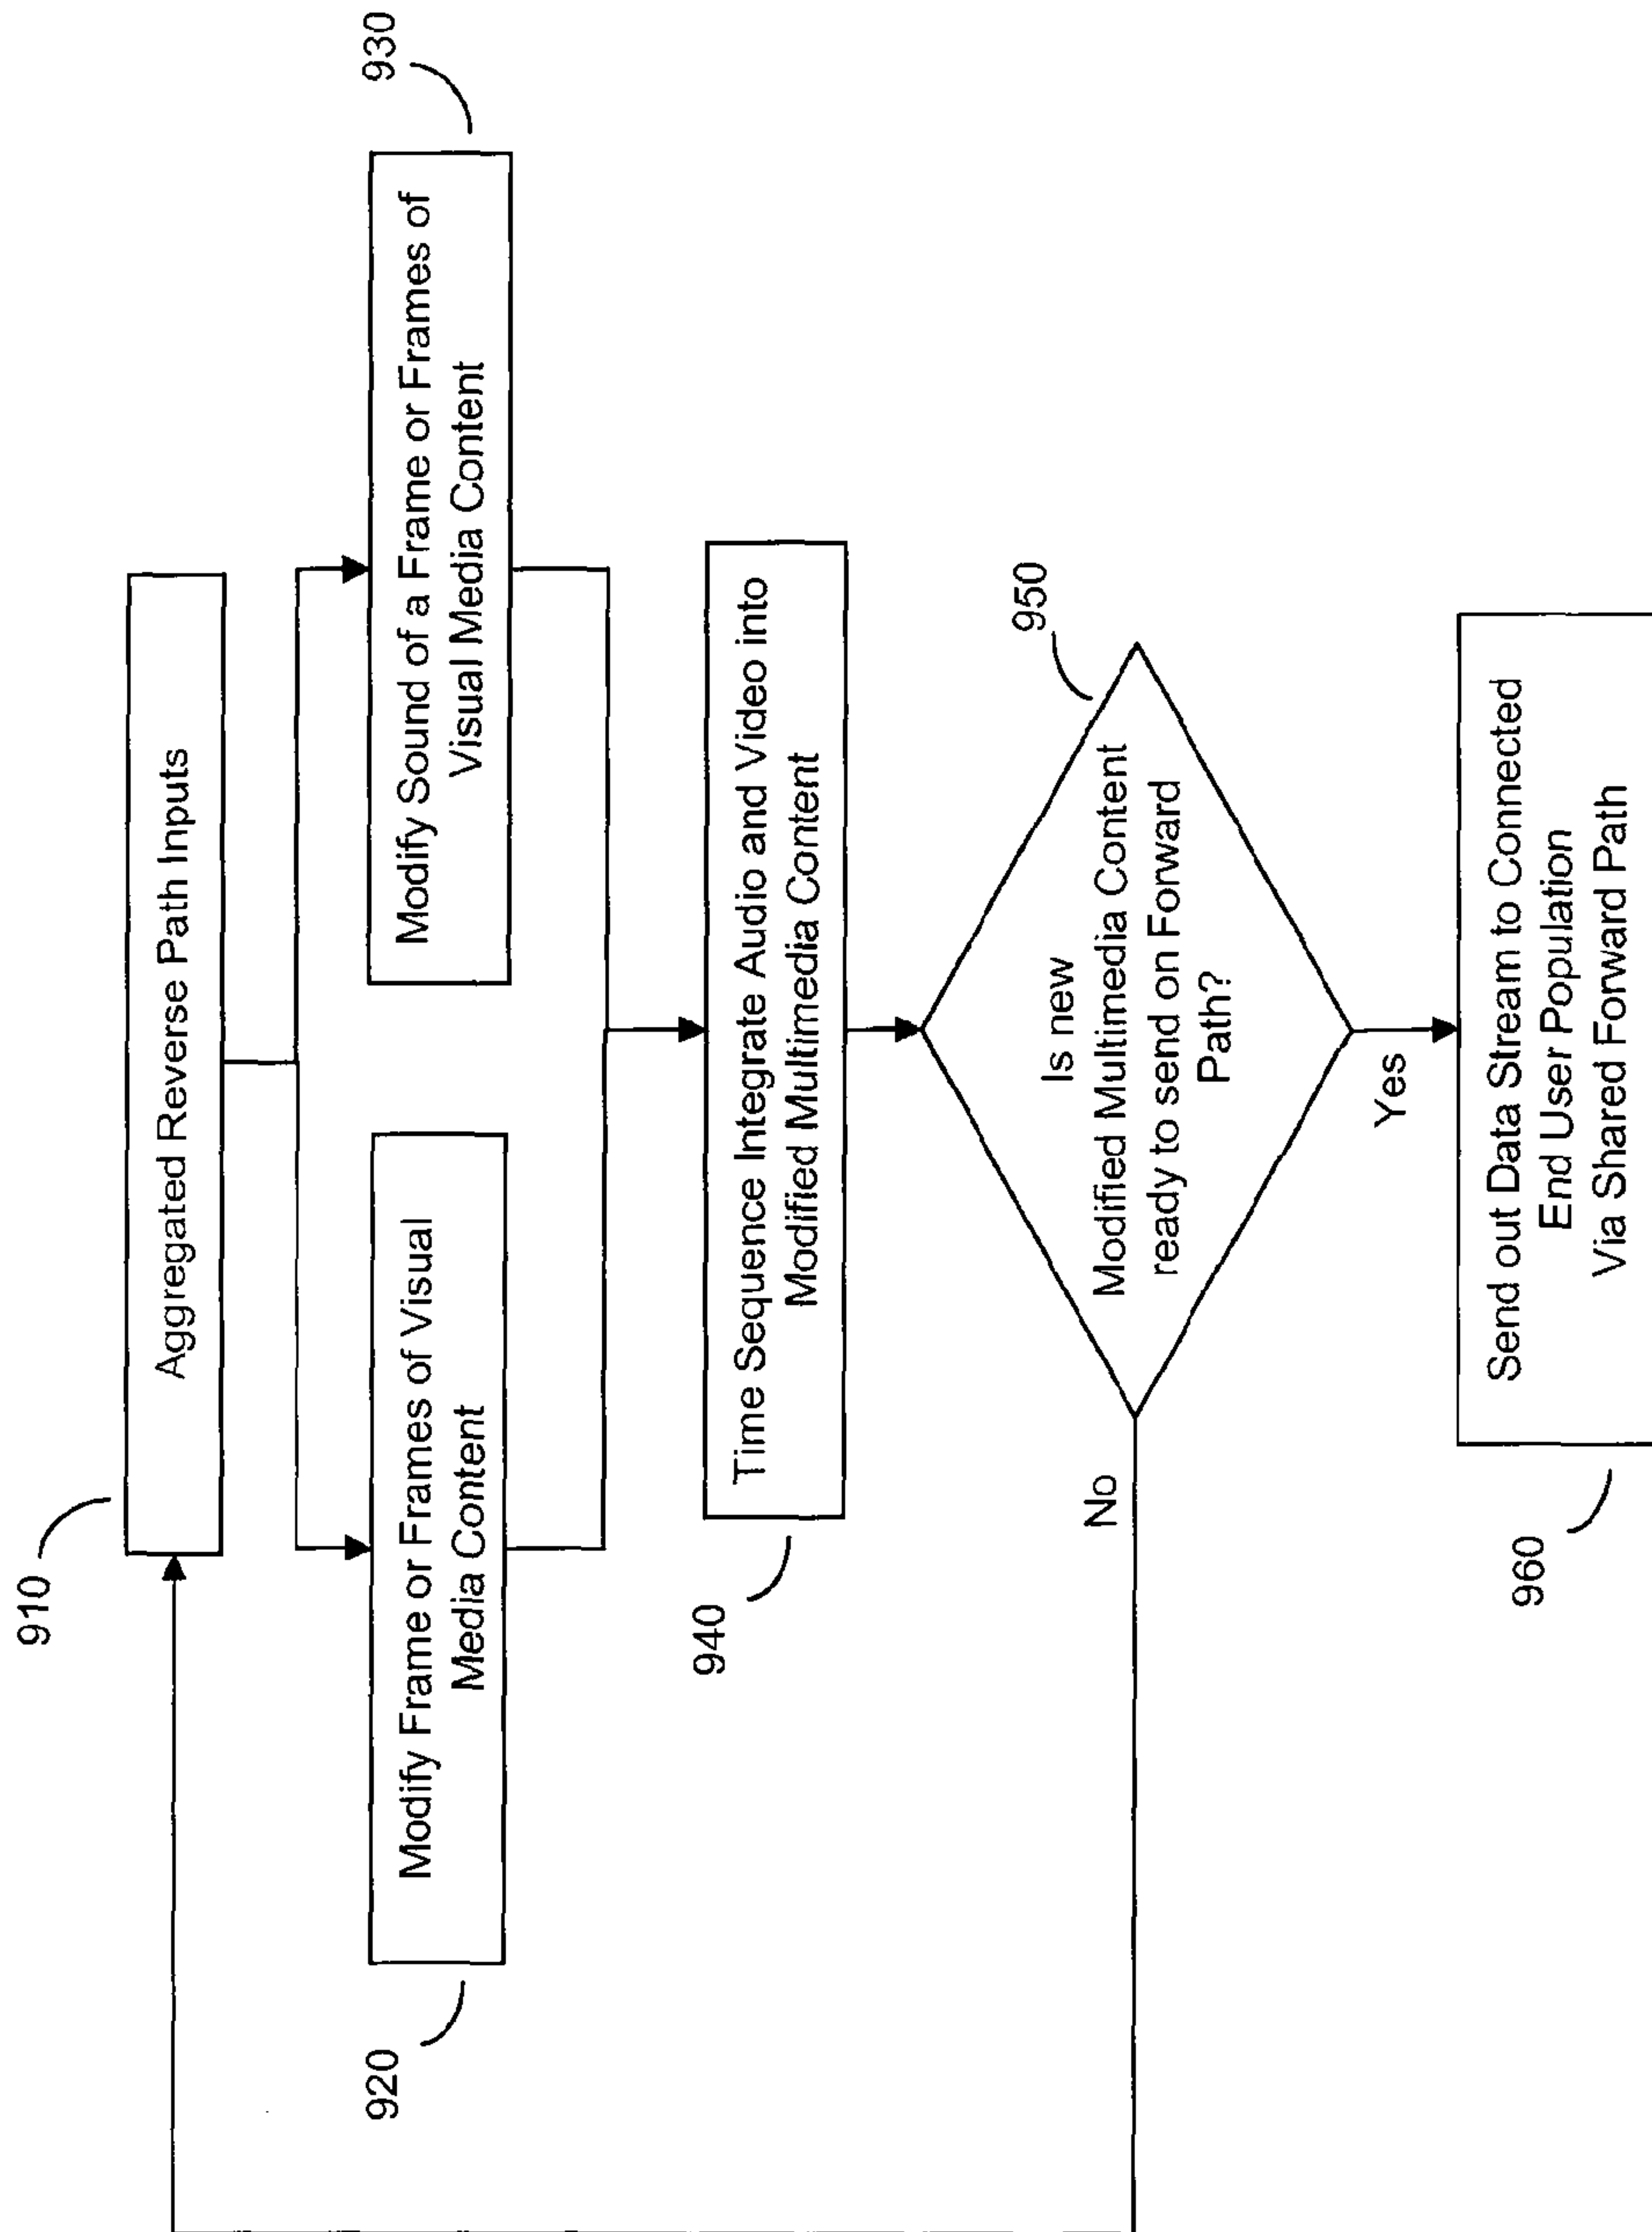 910
Aggregated Reverse Path Inputs
920
Modify Frame or Frames of Visual
Media Content
930
Modify Sound of a Frame or Frames of
Visual Media Content
940
Time Sequence Integrate Audio and Video into
Modified Multimedia Content
950
Is new
Modified Multimedia Content
ready to send on Forward
Path?
No
Yes
960
Send out Data Stream to Connected
End User Population
Via Shared Forward Path